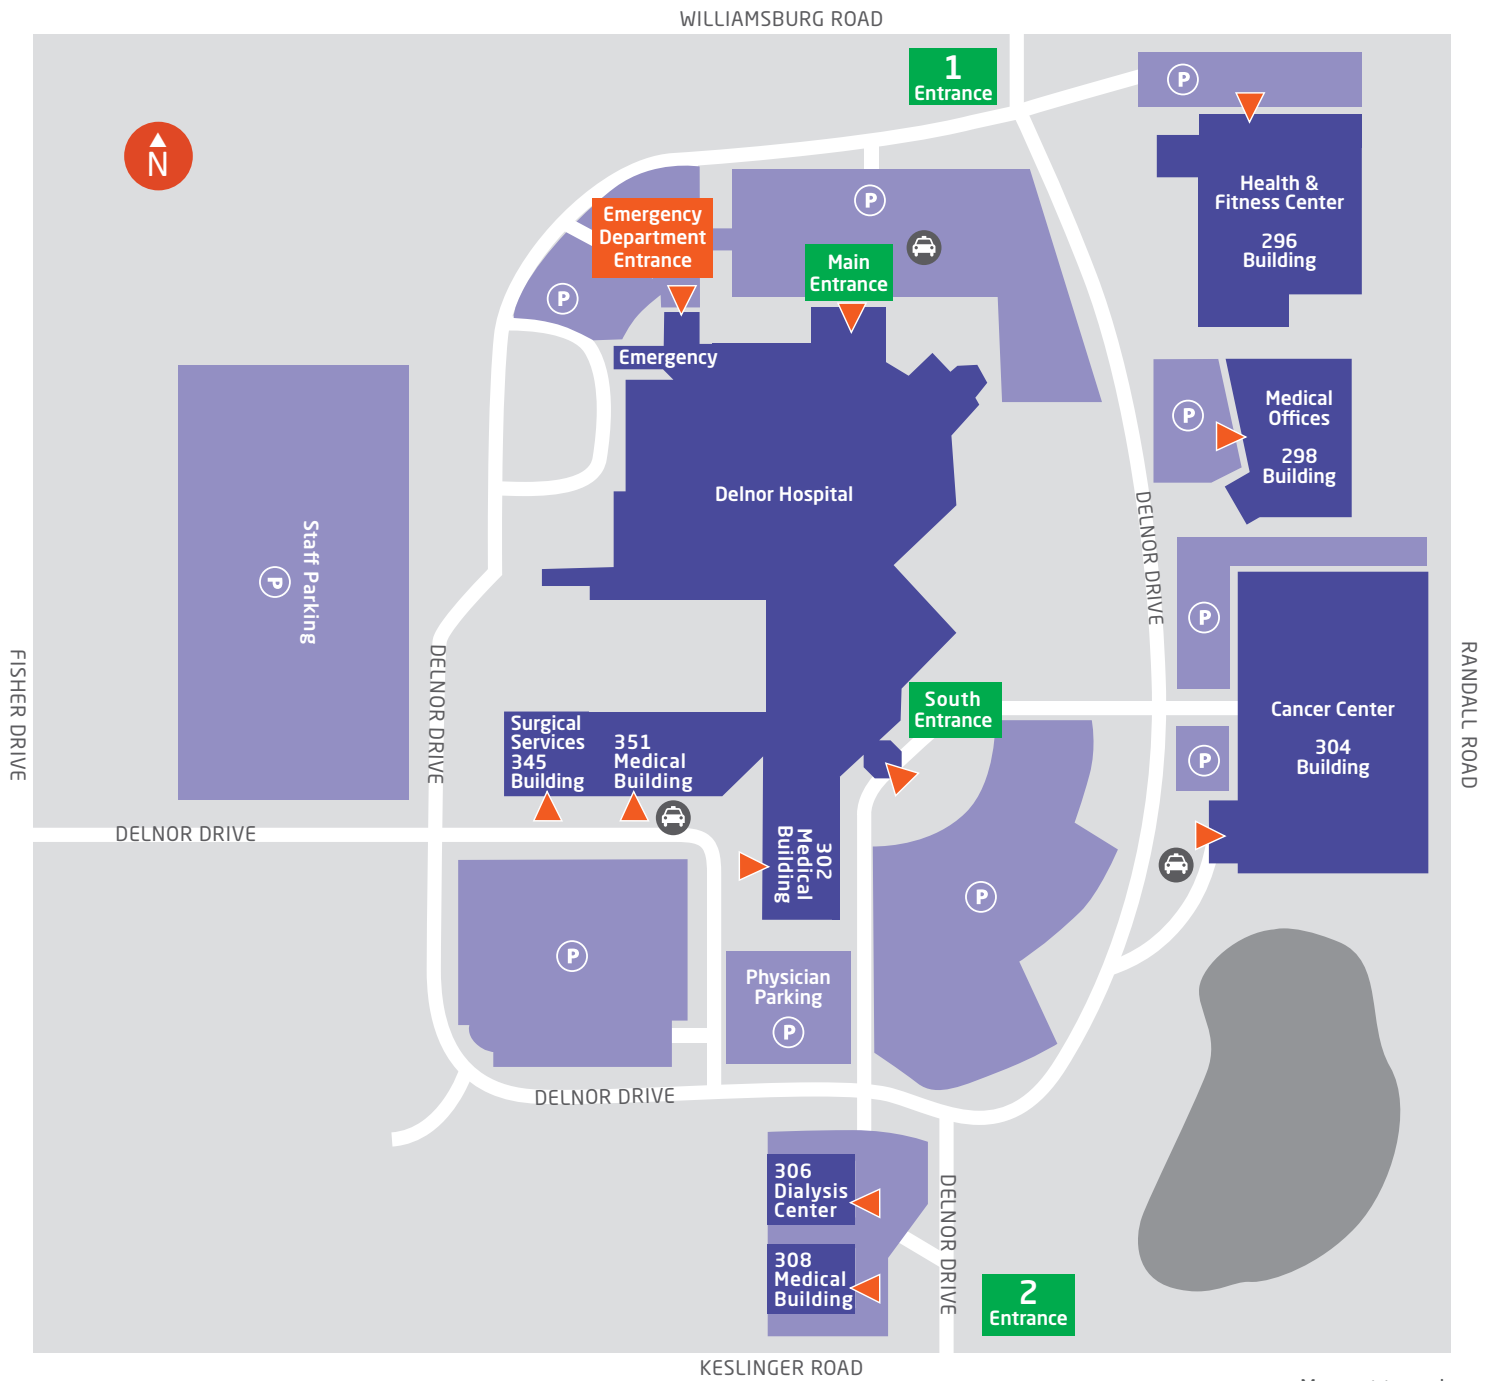 WILLIAMSBURG ROAD
1
Entrance
P
N
Health &
Fitness Center
296
Building
P
Emergency
Department
Entrance
Main
Entrance
P
Emergency
Medical
Offices
298
Building
P
Delnor Hospital
DELNOR DRIVE
Staff Parking
P
P
FISHER DRIVE
DELNOR DRIVE
RANDALL ROAD
South
Entrance
Cancer Center
304
Building
P
Surgical
Services
345
Building
351
Medical
Building
DELNOR DRIVE
302
Medical
Building
P
P
Physician
Parking
P
DELNOR DRIVE
306
Dialysis
Center
308
Medical
Building
DELNOR DRIVE
2
Entrance
KESLINGER ROAD